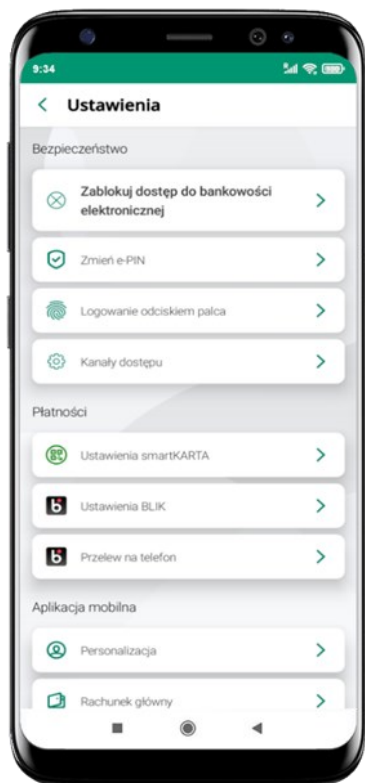 9:34
Ustawienia
Bezpieczeństwo
Zablokuj dostęp do bankowości
elektronicznej
Zmień e-PIN
Logowanie odciskiem palca
Kanały dostępu
Płatności
Ustawienia smartKARTA
Ustawienia BLIK
Przelew na telefon
Aplikacja mobilna
Personalizacja
Rachunek główny